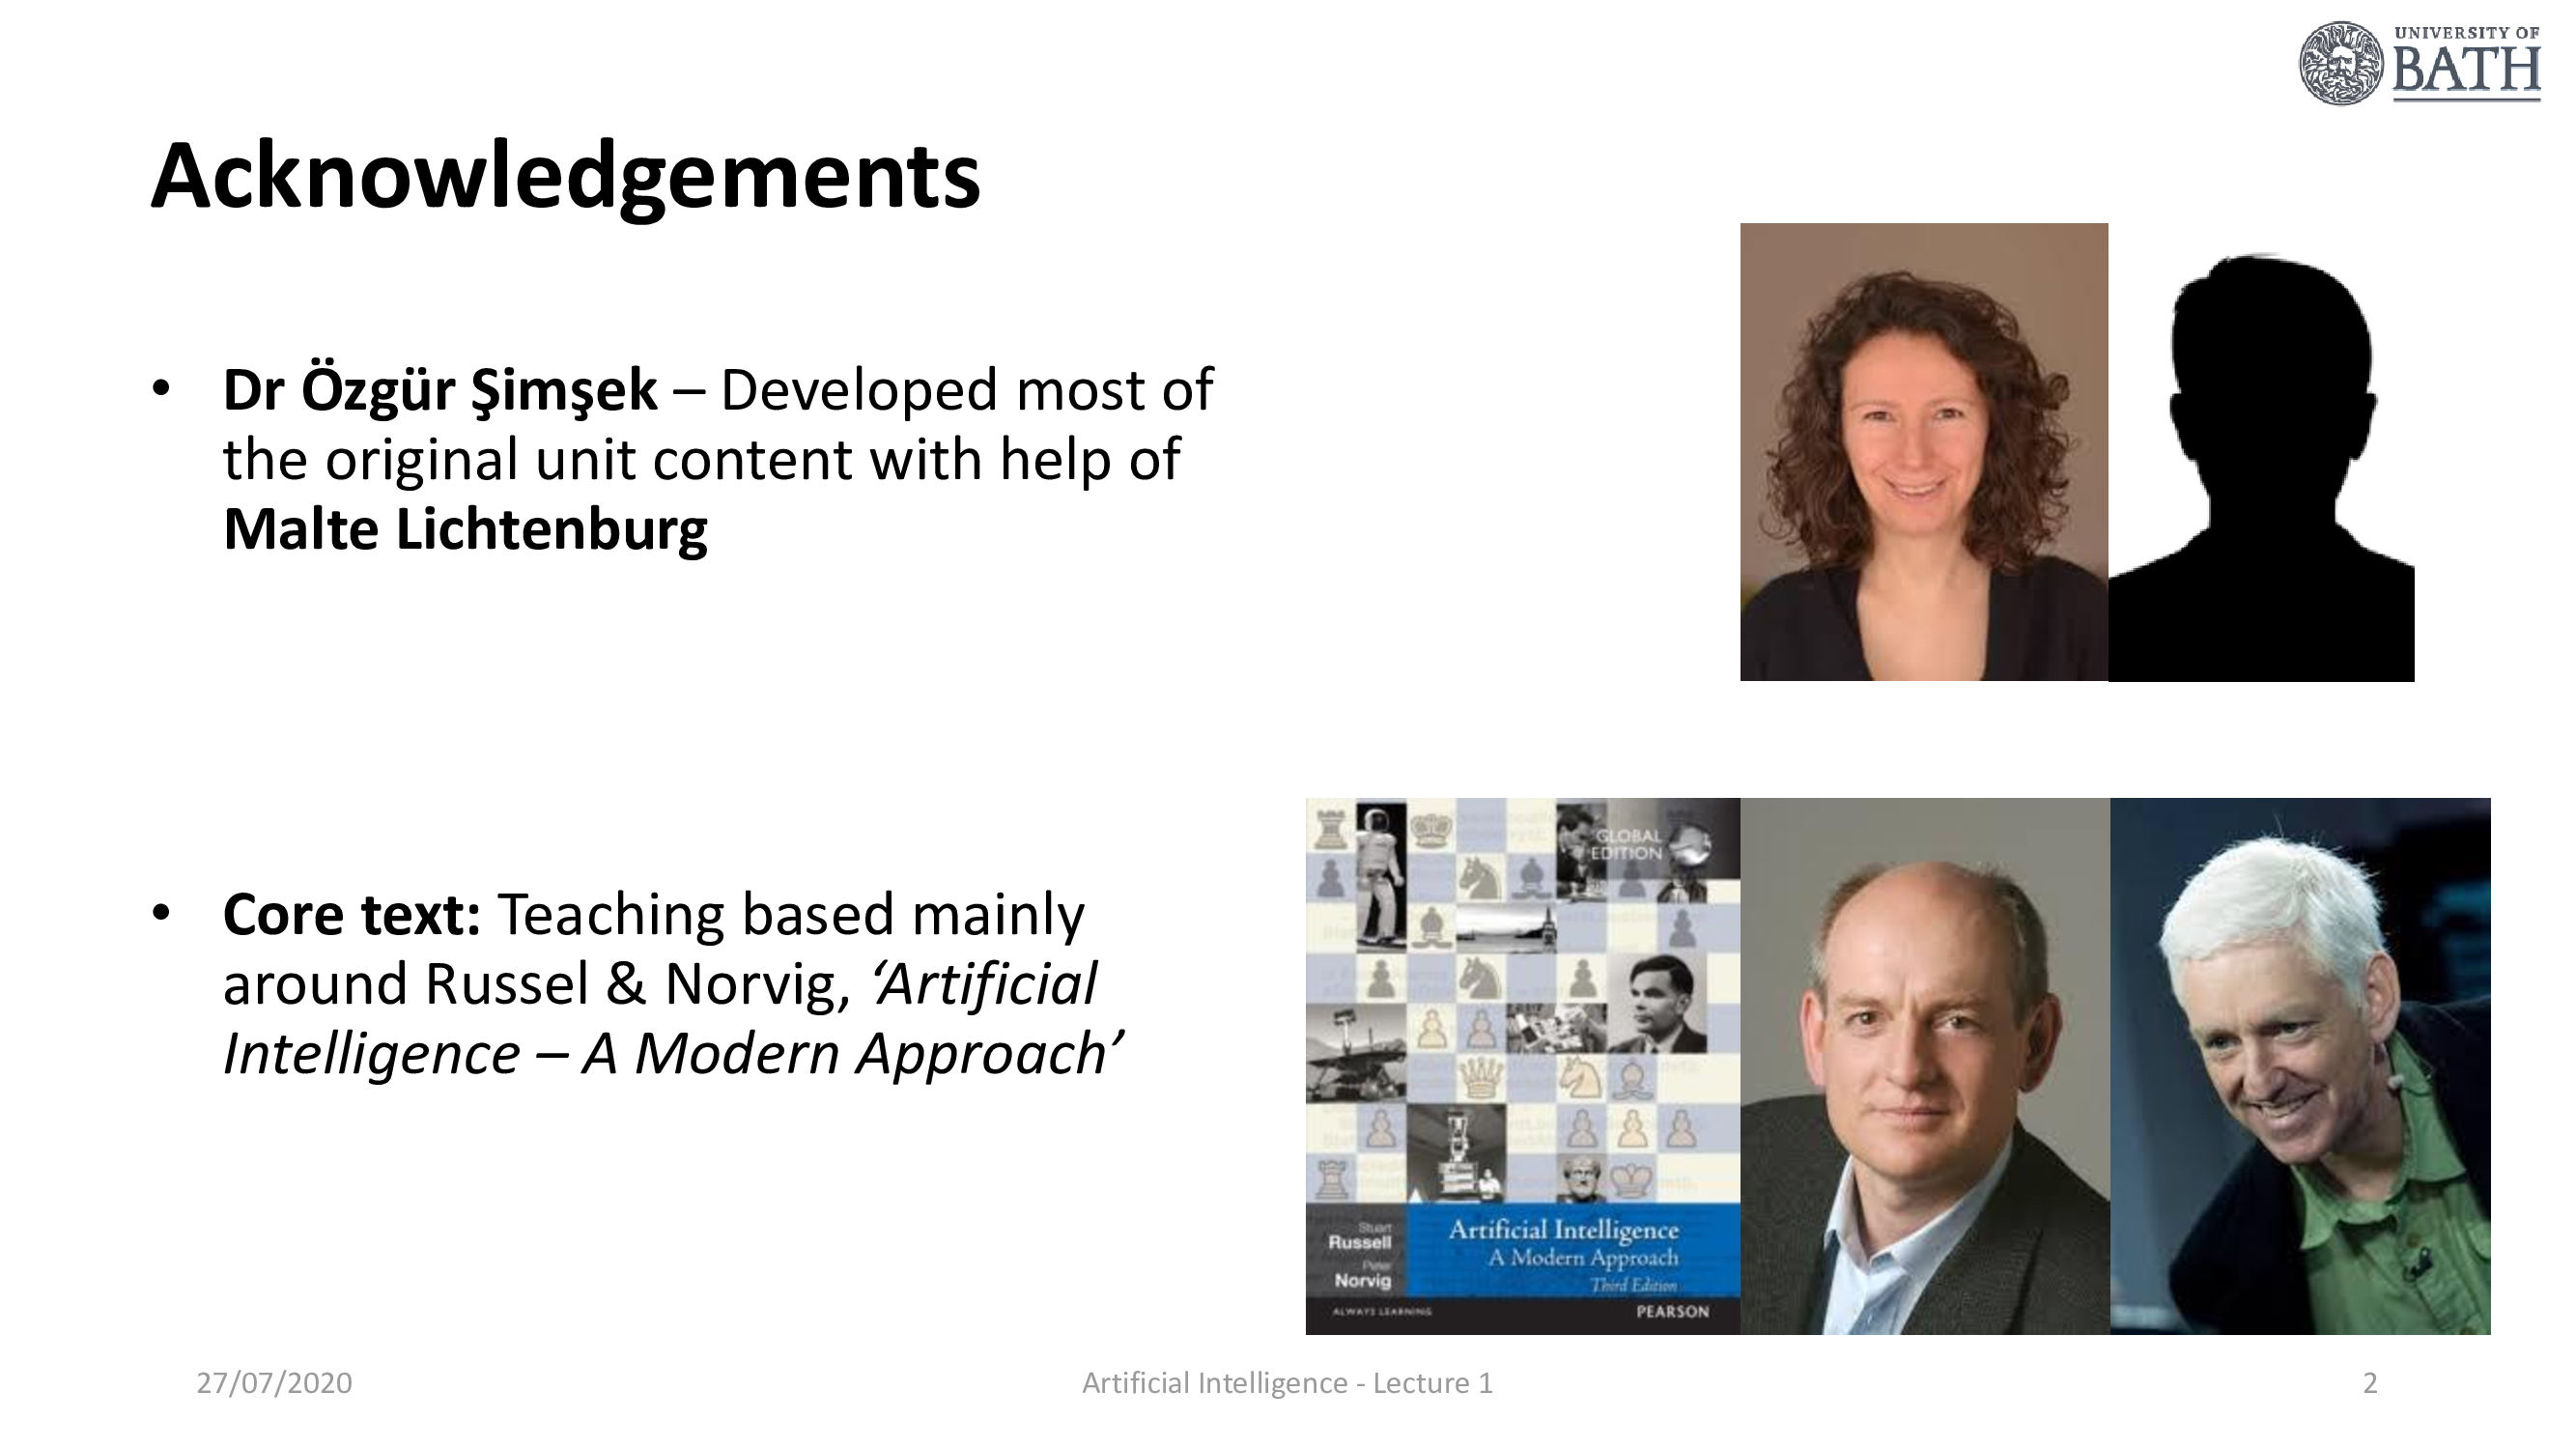 UNIVERSITY OF
BATH
Acknowledgements
• Dr Özgür Şimşek – Developed most of
the original unit content with help of
Malte Lichtenburg
• Core text: Teaching based mainly
around Russel & Norvig, ‘Artificial
Intelligence – A Modern Approach’
GLOBAL
EDITION
Stuart
Russell
Peter
Norvig
Artificial Intelligence
A Modern Approach
Third Edition
ALWAYS LEARNING
PEARSON
27/07/2020
Artificial Intelligence - Lecture 1
2